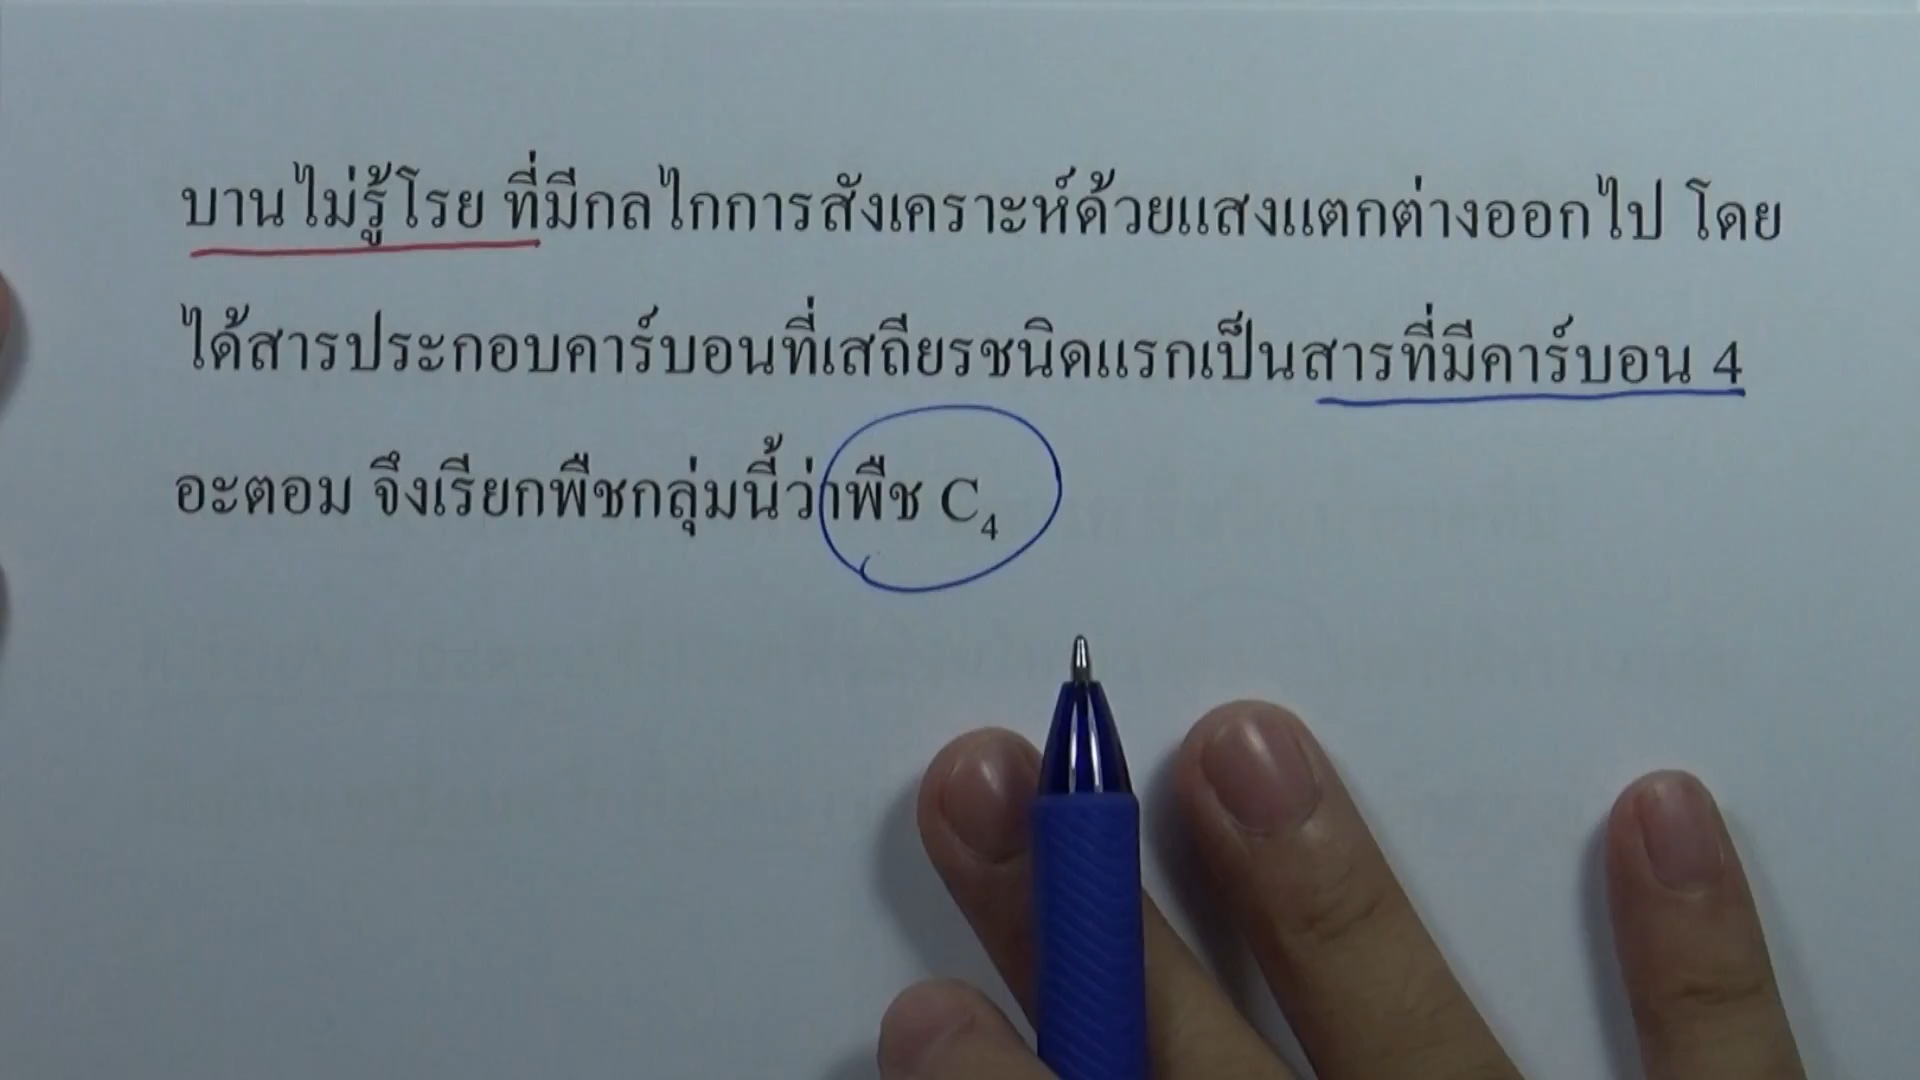 บานไม่รู้โรย ที่มีกลไกการสังเคราะห์ด้วยแสงแตกต่างออกไป โดย
ได้สารประกอบคาร์บอนที่เสถียรชนิดแรกเป็นสารที่มีคาร์บอน 4
อะตอม จึงเรียกพืชกลุ่มนี้ว่าพืช C₄